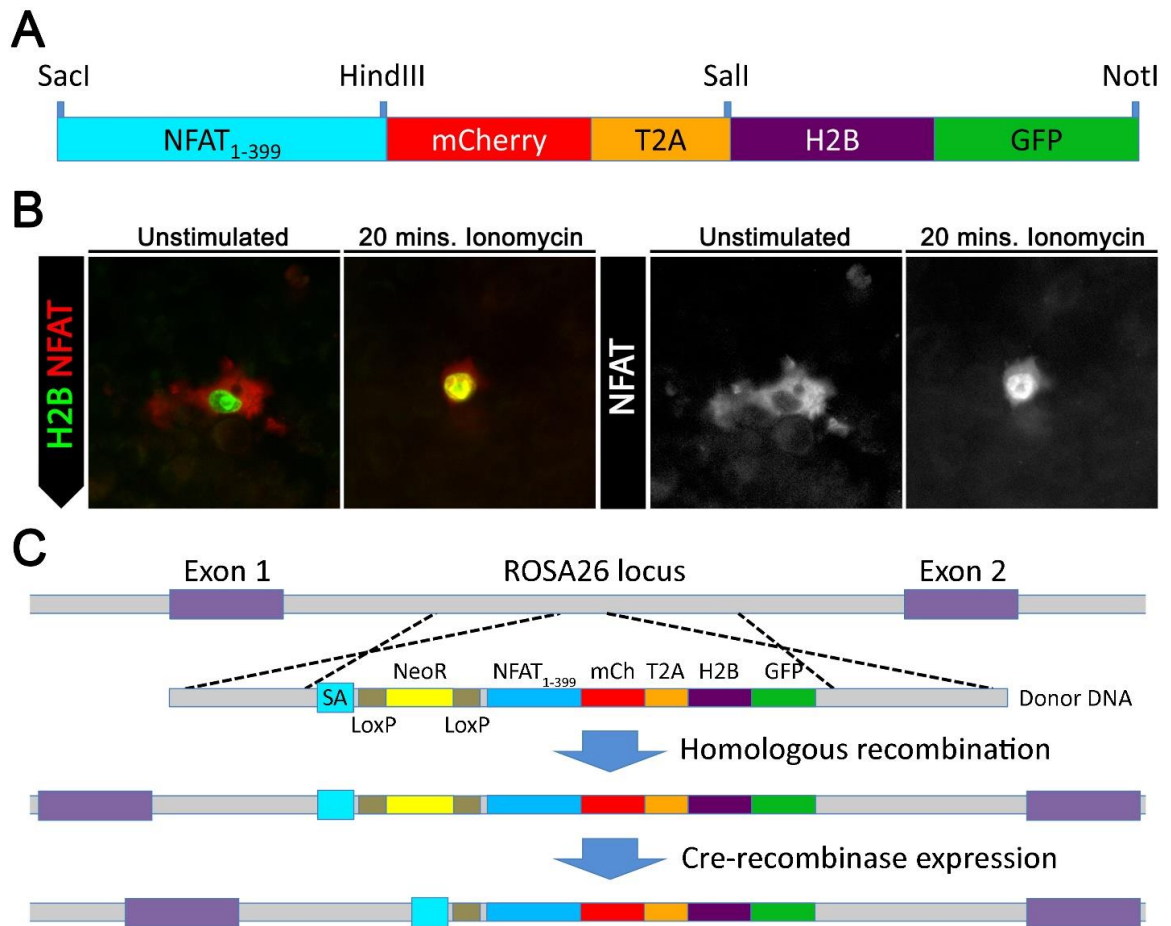 A
SacI HindIII SalI NotI
NFAT1-399 mCherry T2A H2B GFP
B
Unstimulated 20 mins. Ionomycin Unstimulated 20 mins. Ionomycin
H2B NFAT
NFAT
C
Exon 1 ROSA26 locus Exon 2
NeoR NFAT1-399 mCh T2A H2B GFP
SA Donor DNA
LoxP LoxP
Homologous recombination
Cre-recombinase expression